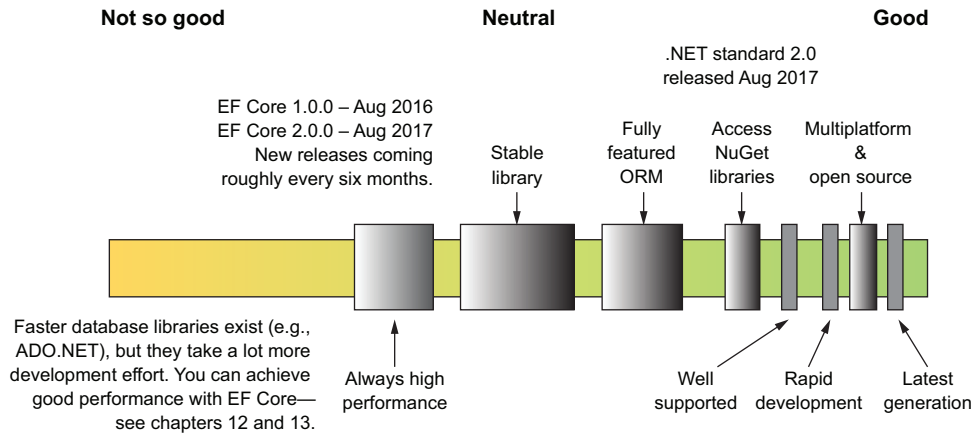 Not so good
Neutral
Good
.NET standard 2.0
released Aug 2017
EF Core 1.0.0 – Aug 2016
EF Core 2.0.0 – Aug 2017
New releases coming
roughly every six months.
Stable
library
Fully
featured
ORM
Access
NuGet
libraries
Multiplatform
&
open source
Faster database libraries exist (e.g.,
ADO.NET), but they take a lot more
development effort. You can achieve
good performance with EF Core—
see chapters 12 and 13.
Always high
performance
Well
supported
Rapid
development
Latest
generation